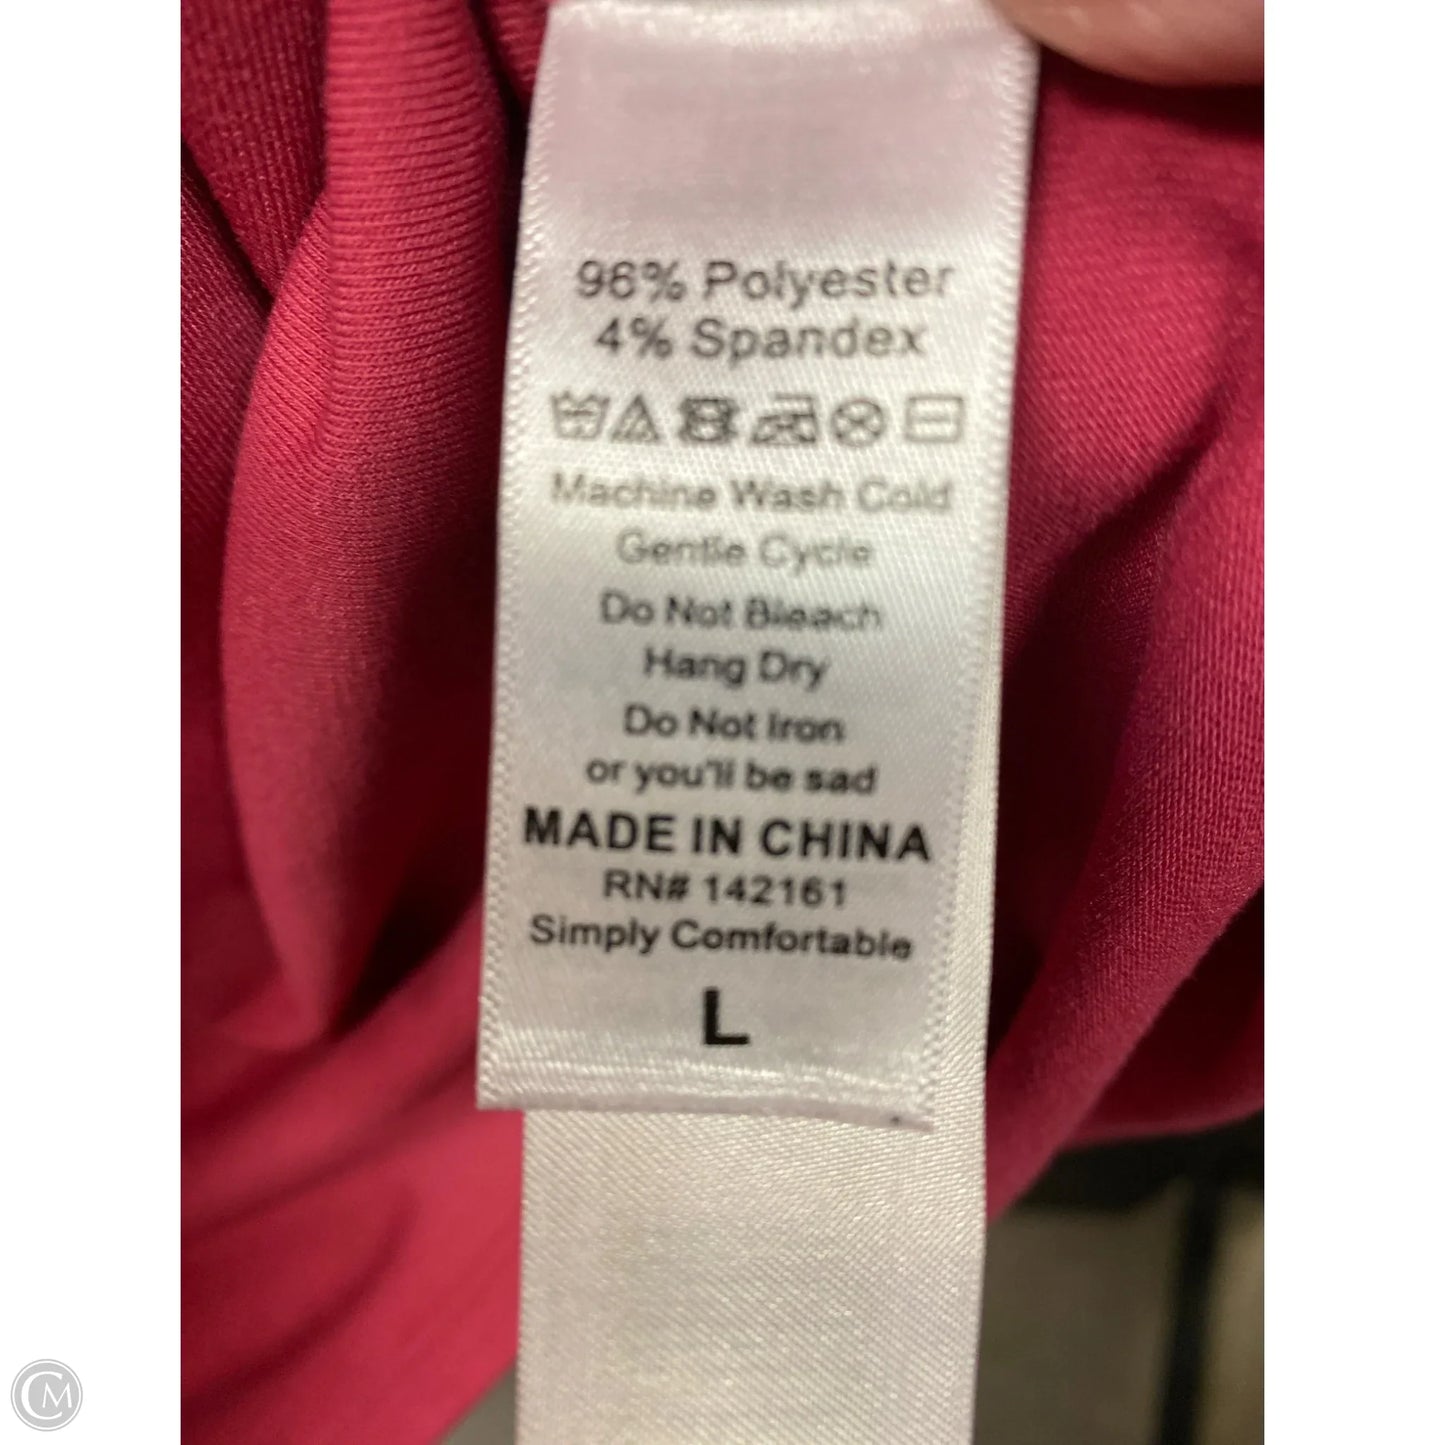 96% Polyester
4% Spandex
Machine Wash Cold
Gentle Cycle
Do Not Bleach
Hang Dry
Do Not Iron
or you'll be sad
MADE IN CHINA
RN# 142161
Simply Comfortable
L
CM